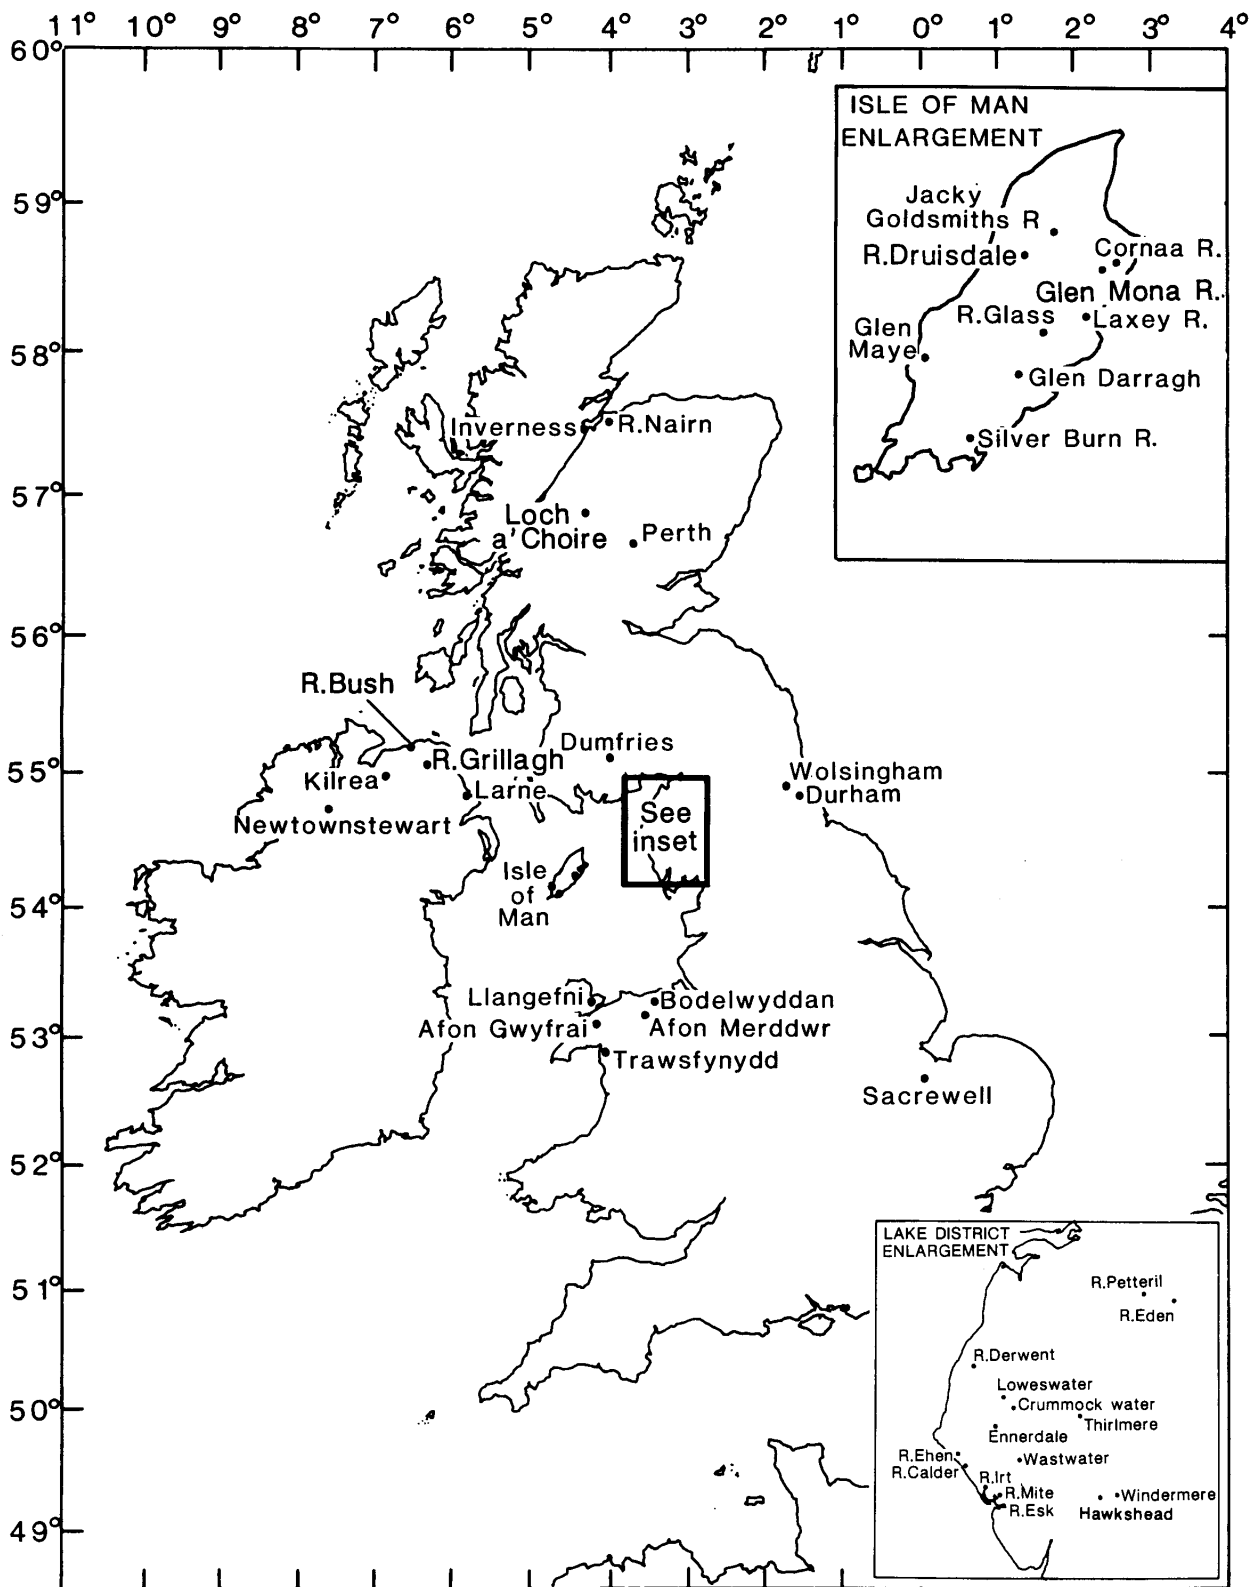 11° 10° 9° 8° 7° 6° 5° 4° 3° 2° 1° 0° 1° 2° 3° 4°
60°
59°
58°
57°
56°
55°
54°
53°
52°
51°
50°
49°
ISLE OF MAN
ENLARGEMENT
Jacky
Goldsmiths R
R.Druisdale
Cornaa R.
Glen Mona R.
R.Glass
Laxey R.
Glen
Maye
Glen Darragh
Silver Burn R.
Inverness
R.Nairn
Loch
a'Choire
Perth
R.Bush
Dumfries
R.Grillagh
Kilrea
Larne
Newtownstewart
Wolsingham
Durham
See
inset
Isle
of
Man
Llangefni
Bodelwyddan
Afon Gwyfrai
Afon Merddwr
Trawsfynydd
Sacrewell
LAKE DISTRICT
ENLARGEMENT
R.Petteril
R.Eden
R.Derwent
Loweswater
Crummock water
Thirlmere
Ennerdale
R.Ehen
Wastwater
R.Calder
R.Irt
R.Mite
Windermere
R.Esk
Hawkshead